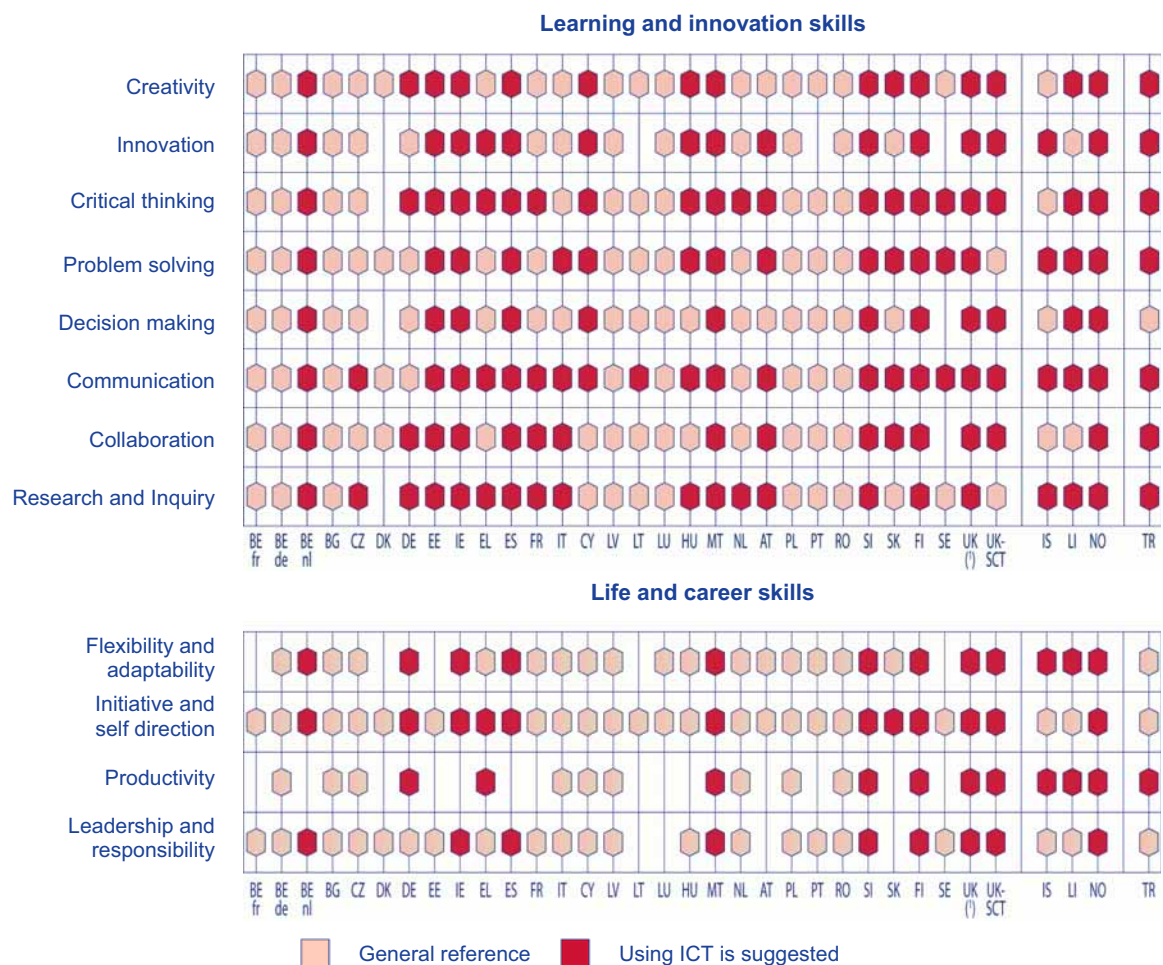 Learning and innovation skills
Creativity
Innovation
Critical thinking
Problem solving
Decision making
Communication
Collaboration
Research and Inquiry
BE fr BE de BE nl BG CZ DK DE EE IE EL ES FR IT CY LV LT LU HU MT NL AT PL PT RO SI SK FI SE UK (¹) UK-SCT IS LI NO TR
Life and career skills
Flexibility and
adaptability
Initiative and
self direction
Productivity
Leadership and
responsibility
BE fr BE de BE nl BG CZ DK DE EE IE EL ES FR IT CY LV LT LU HU MT NL AT PL PT RO SI SK FI SE UK (¹) UK-SCT IS LI NO TR
General reference Using ICT is suggested